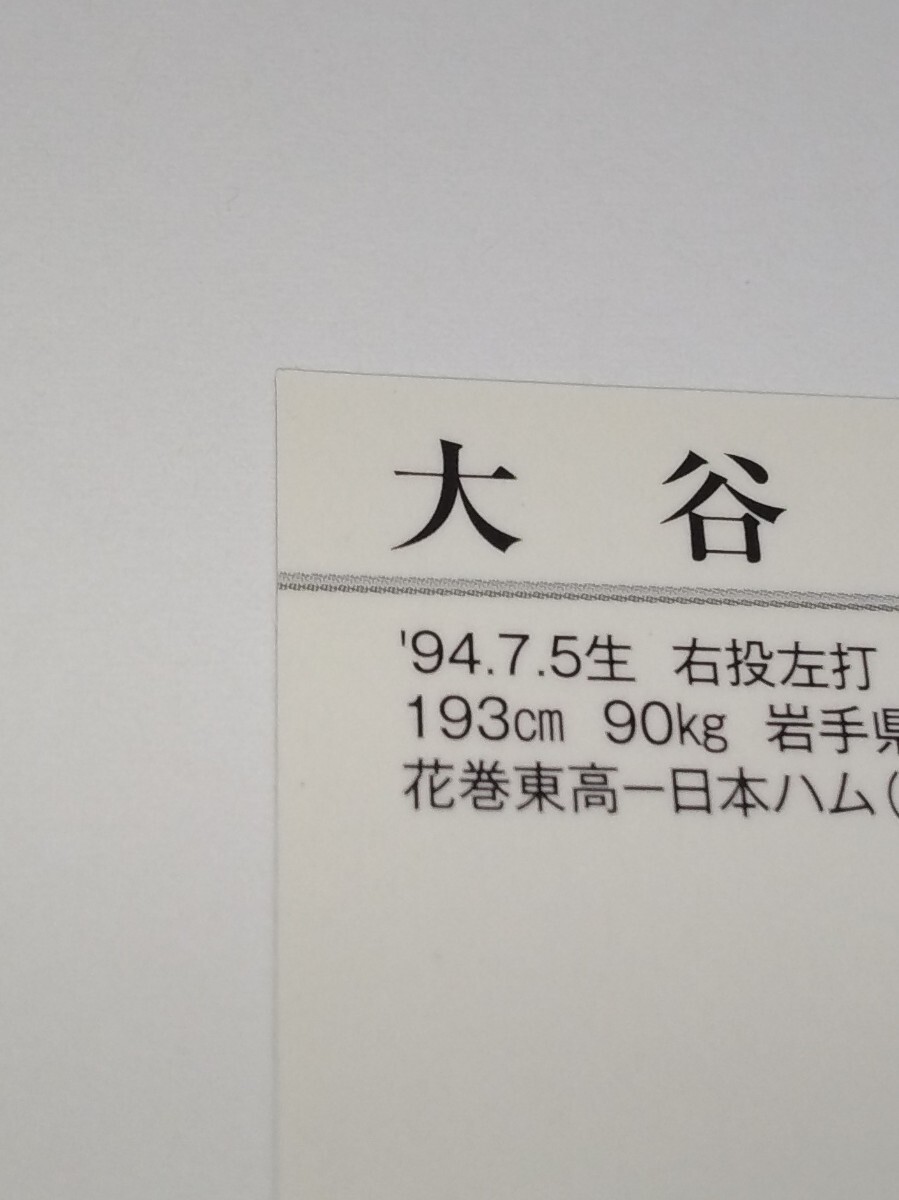 大 谷
'94.7.5生 右投左打
193cm 90kg 岩手県
花巻東高ー日本ハム(